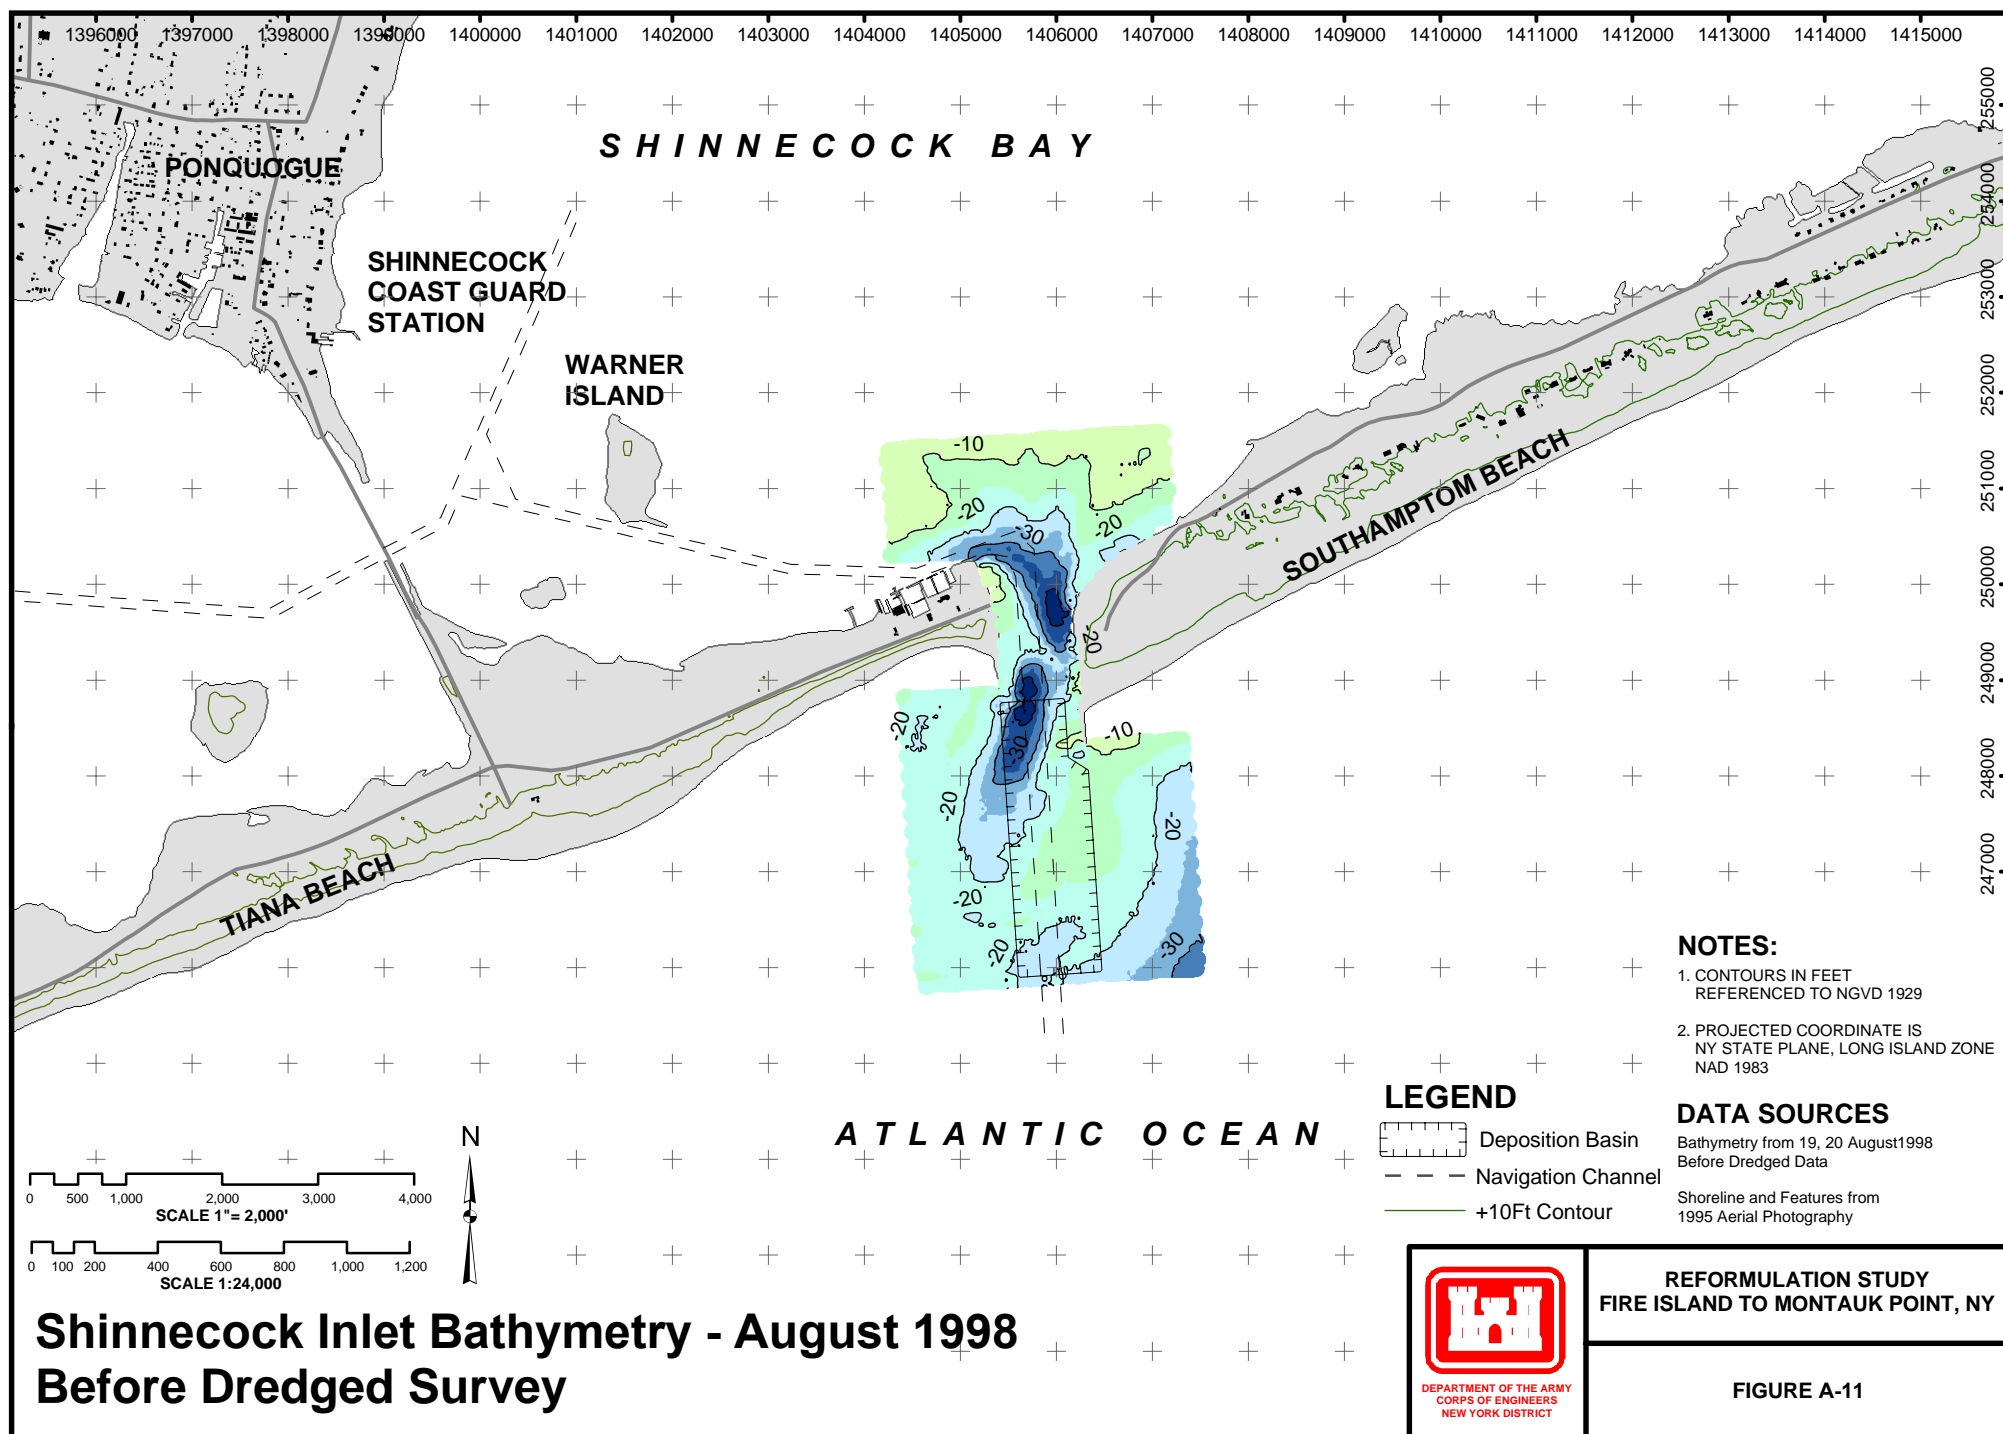 1396000 1397000 1398000 1399000 1400000 1401000 1402000 1403000 1404000 1405000 1406000 1407000 1408000 1409000 1410000 1411000 1412000 1413000 1414000 1415000
255000
254000
253000
252000
251000
250000
249000
248000
247000
SHINNECOCK BAY
PONQUOGUE
SHINNECOCK
COAST GUARD
STATION
WARNER
ISLAND
-10
-20
-30
-20
-20
SOUTHAMPTOM BEACH
-20
-10
-30
-20
-20
-20
-20
-30
TIANA BEACH
ATLANTIC OCEAN
NOTES:
1. CONTOURS IN FEET
REFERENCED TO NGVD 1929
2. PROJECTED COORDINATE IS
NY STATE PLANE, LONG ISLAND ZONE
NAD 1983
LEGEND
Deposition Basin
Navigation Channel
+10Ft Contour
DATA SOURCES
Bathymetry from 19, 20 August1998
Before Dredged Data
Shoreline and Features from
1995 Aerial Photography
N
0 500 1,000 2,000 3,000 4,000
SCALE 1"= 2,000'
0 100 200 400 600 800 1,000 1,200
SCALE 1:24,000
Shinnecock Inlet Bathymetry - August 1998
Before Dredged Survey
DEPARTMENT OF THE ARMY
CORPS OF ENGINEERS
NEW YORK DISTRICT
REFORMULATION STUDY
FIRE ISLAND TO MONTAUK POINT, NY
FIGURE A-11